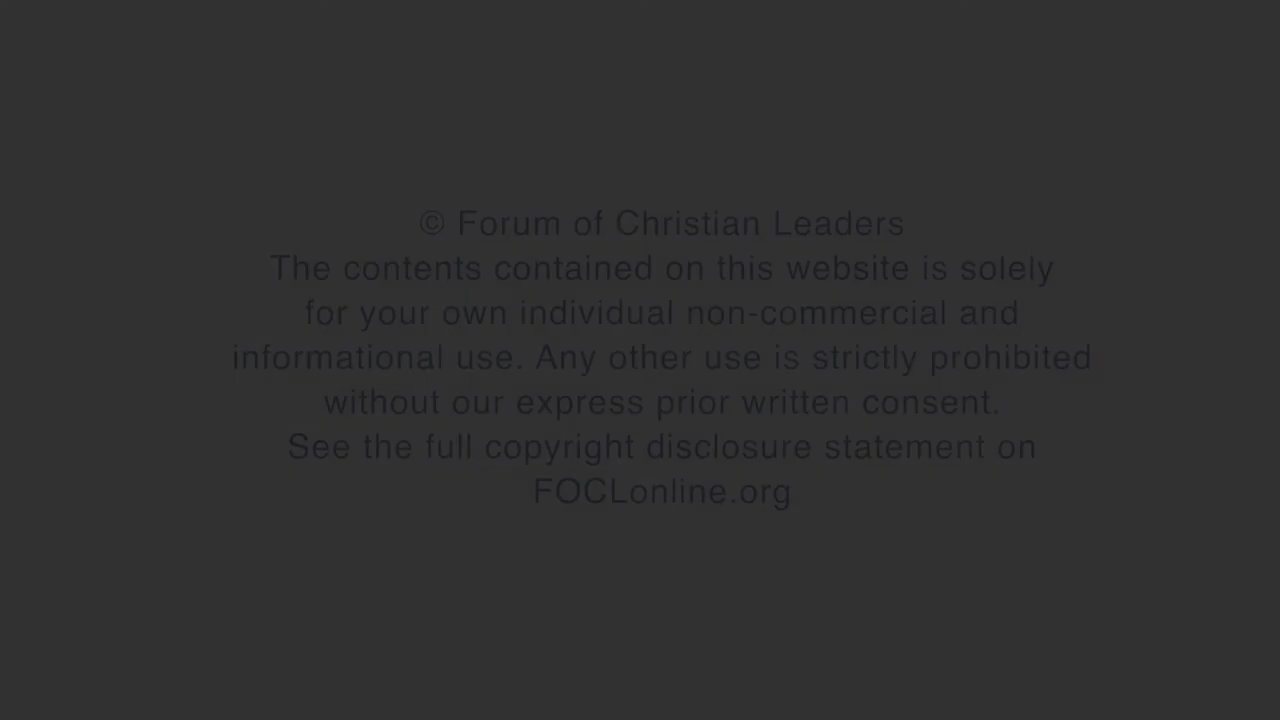 © Forum of Christian Leaders
The contents contained on this website is solely
for your own individual non-commercial and
informational use. Any other use is strictly prohibited
without our express prior written consent.
See the full copyright disclosure statement on
FOCLonline.org